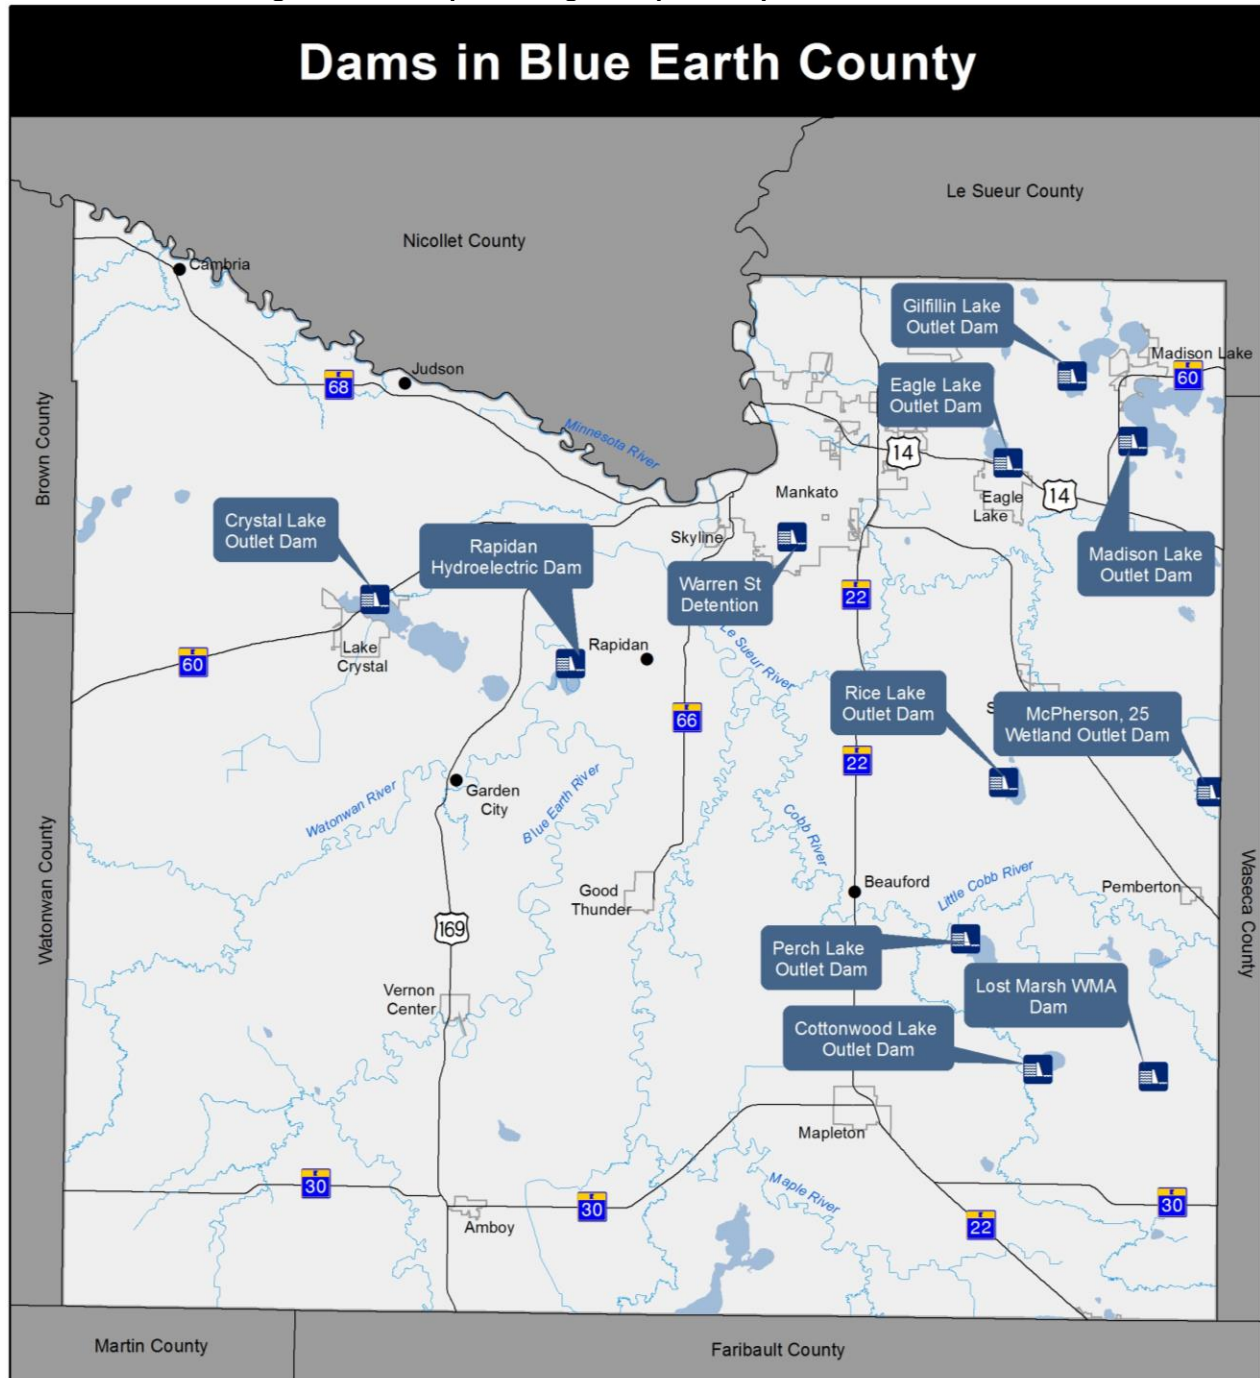 Dams in Blue Earth County
Le Sueur County
Nicollet County
Cambria
Gilfillin Lake
Outlet Dam
Madison Lake
60
Judson
68
Eagle Lake
Outlet Dam
Minnesota River
14
Brown County
Mankato
Eagle
Lake
14
Crystal Lake
Outlet Dam
Rapidan
Hydroelectric Dam
Skyline
Madison Lake
Outlet Dam
Warren St
Detention
22
Lake
Crystal
Rapidan
Le Sueur River
60
Rice Lake
Outlet Dam
McPherson, 25
Wetland Outlet Dam
66
22
Garden
City
Watonwan River
Blue Earth River
Cobb River
Watonwan County
Good
Thunder
Beauford
Little Cobb River
Pemberton
Waseca County
169
Perch Lake
Outlet Dam
Lost Marsh WMA
Dam
Vernon
Center
Cottonwood Lake
Outlet Dam
Mapleton
30
30
Maple River
30
22
Amboy
Martin County
Faribault County